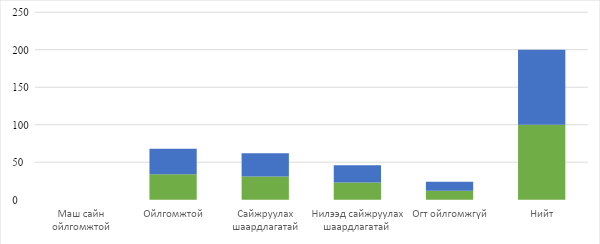 250
200
150
100
50
0
Маш сайн ойлгомжтой
Ойлгомжтой
Сайжруулах шаардлагатай
Нилээд сайжруулах шаардлагатай
Огт ойлгомжгүй
Нийт